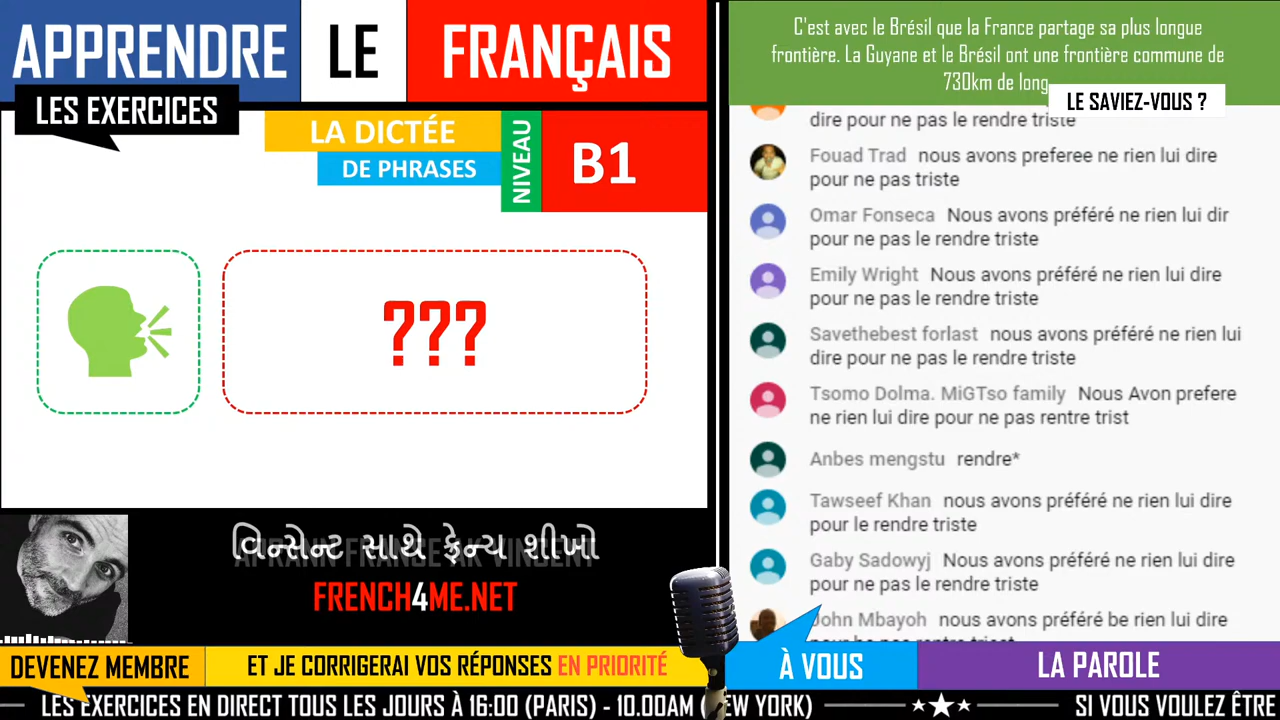 APPRENDRE LE FRANÇAIS
LES EXERCICES
LA DICTÉE
DE PHRASES
NIVEAU
B1
???
વિન્સેન્ટ સાથે ફ્રેન્ચ શીખો
APRANN FRANSE AK VINCENT
FRENCH4ME.NET
DEVENEZ MEMBRE
ET JE CORRIGERAI VOS RÉPONSES EN PRIORITÉ
C'est avec le Brésil que la France partage sa plus longue
frontière. La Guyane et le Brésil ont une frontière commune de
730km de long
LE SAVIEZ-VOUS ?
dire pour ne pas le rendre triste
Fouad Trad nous avons preferee ne rien lui dire
pour ne pas triste
Omar Fonseca Nous avons préféré ne rien lui dir
pour ne pas le rendre triste
Emily Wright Nous avons préféré ne rien lui dire
pour ne pas le rendre triste
Savethebest forlast nous avons préféré ne rien lui
dire pour ne pas le rendre triste
Tsomo Dolma. MiGTso family Nous Avon prefere
ne rien lui dire pour ne pas rentre trist
Anbes mengstu rendre*
Tawseef Khan nous avons préféré ne rien lui dire
pour le rendre triste
Gaby Sadowyj Nous avons préféré ne rien lui dire
pour ne pas le rendre triste
John Mbayoh nous avons préféré be rien lui dire
À VOUS
LA PAROLE
LES EXERCICES EN DIRECT TOUS LES JOURS À 16:00 (PARIS) - 10.00AM (NEW YORK) SI VOUS VOULEZ ÊTRE